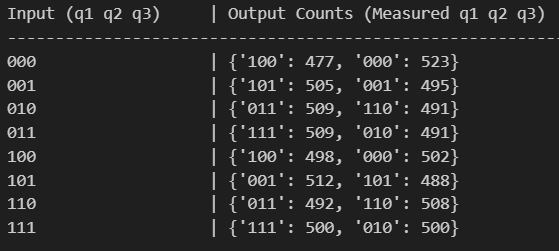 Input (q1 q2 q3) | Output Counts (Measured q1 q2 q3)
------------------------------------------------------------
000 | {'100': 477, '000': 523}
001 | {'101': 505, '001': 495}
010 | {'011': 509, '110': 491}
011 | {'111': 509, '010': 491}
100 | {'100': 498, '000': 502}
101 | {'001': 512, '101': 488}
110 | {'011': 492, '110': 508}
111 | {'111': 500, '010': 500}